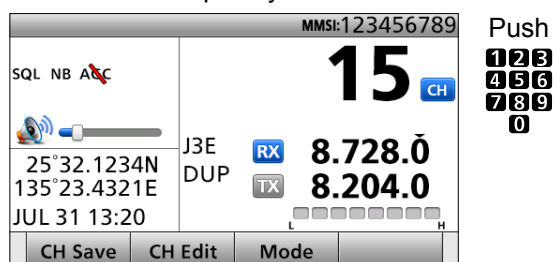 MMSI:123456789
Push
SQL NB AGC
15 CH
1 2 3
4 5 6
7 8 9
0
J3E RX 8.728.0
DUP TX 8.204.0
25°32.1234N
135°23.4321E
JUL 31 13:20
L H
CH Save CH Edit Mode